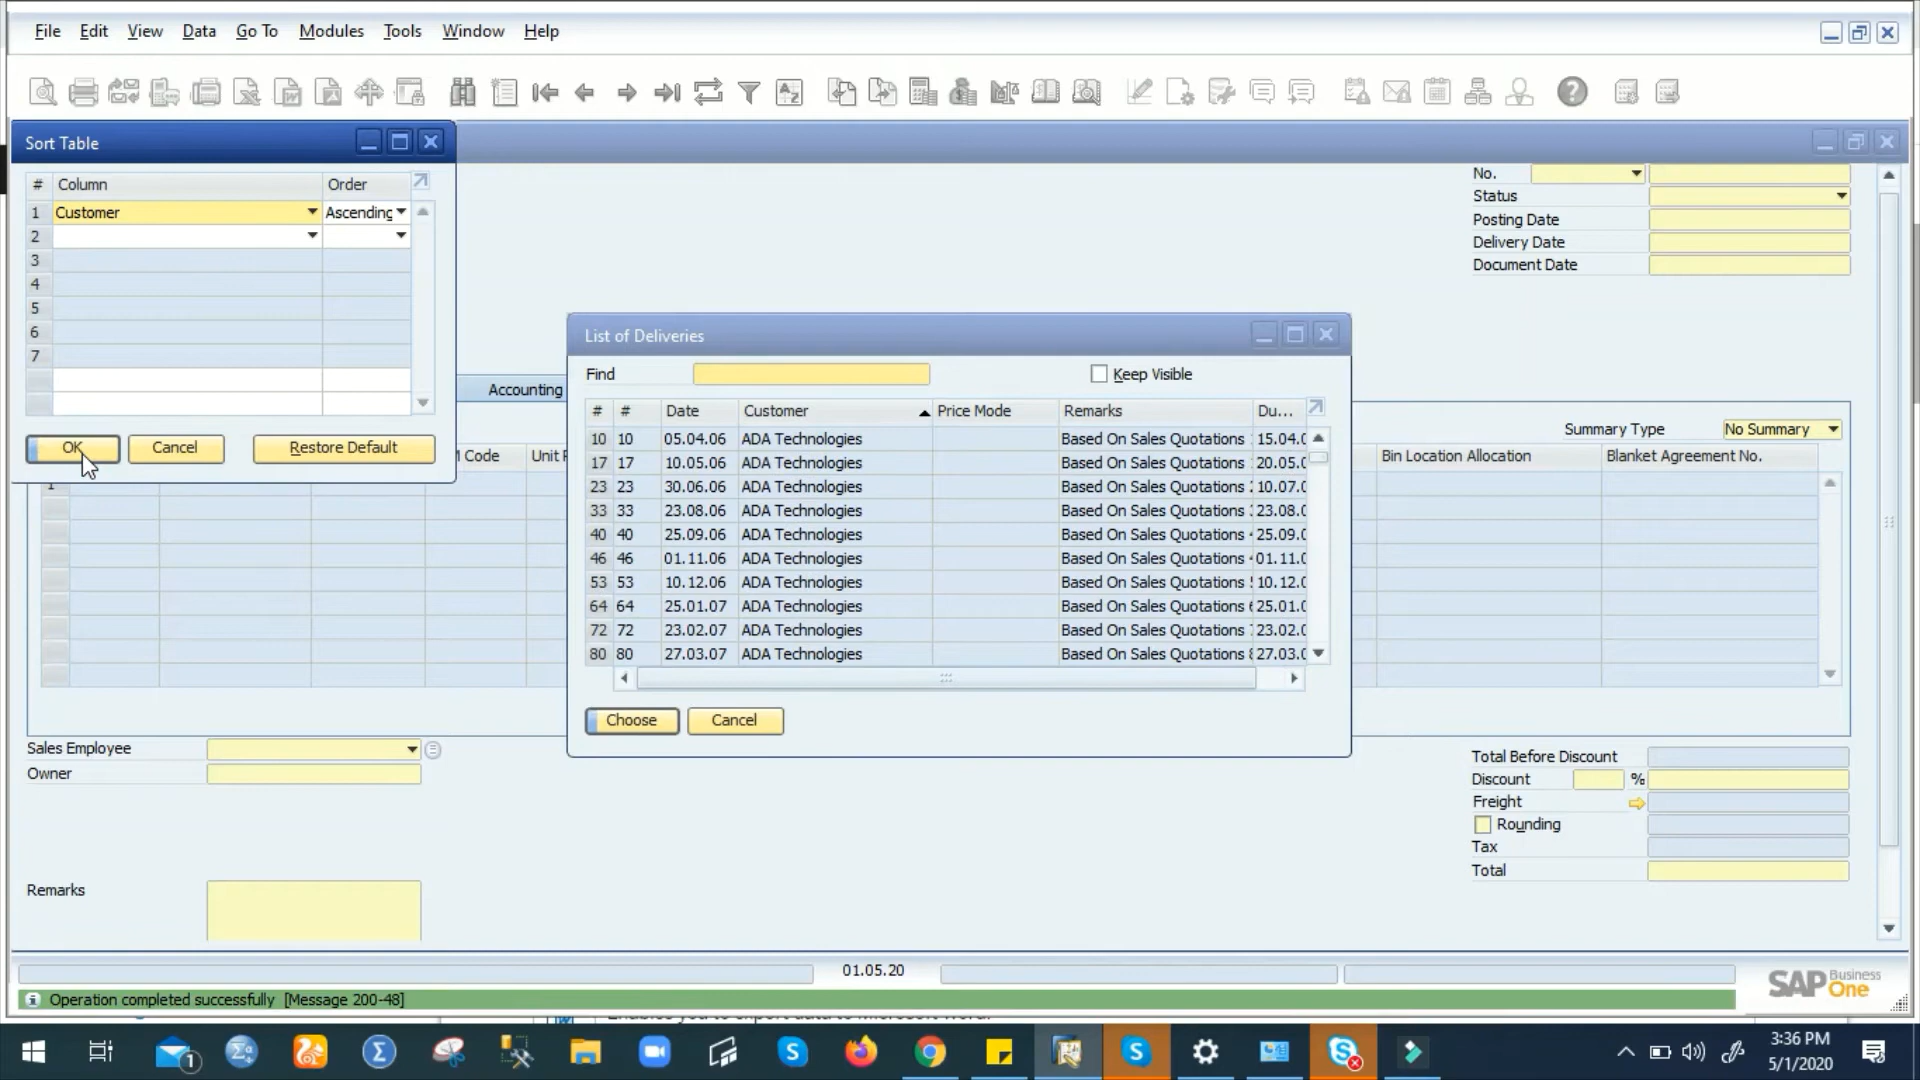 File Edit View Data Go To Modules Tools Window Help
Sort Table
# Column Order
1 Customer Ascending
2
3
4
5
6
7
OK Cancel Restore Default
No.
Status
Posting Date
Delivery Date
Document Date
Accounting
Summary Type No Summary
Code Unit Bin Location Allocation Blanket Agreement No.
1
List of Deliveries
Find Keep Visible
# # Date Customer Price Mode Remarks Du...
10 10 05.04.06 ADA Technologies Based On Sales Quotations 15.04.0
17 17 10.05.06 ADA Technologies Based On Sales Quotations 20.05.0
23 23 30.06.06 ADA Technologies Based On Sales Quotations 10.07.0
33 33 23.08.06 ADA Technologies Based On Sales Quotations 23.08.0
40 40 25.09.06 ADA Technologies Based On Sales Quotations 25.09.0
46 46 01.11.06 ADA Technologies Based On Sales Quotations 01.11.0
53 53 10.12.06 ADA Technologies Based On Sales Quotations 10.12.0
64 64 25.01.07 ADA Technologies Based On Sales Quotations 25.01.0
72 72 23.02.07 ADA Technologies Based On Sales Quotations 23.02.0
80 80 27.03.07 ADA Technologies Based On Sales Quotations 27.03.0
Choose Cancel
Sales Employee
Owner
Remarks
Total Before Discount
Discount %
Freight
Rounding
Tax
Total
01.05.20
Operation completed successfully [Message 200-48]
SAP Business One
3:36 PM
5/1/2020